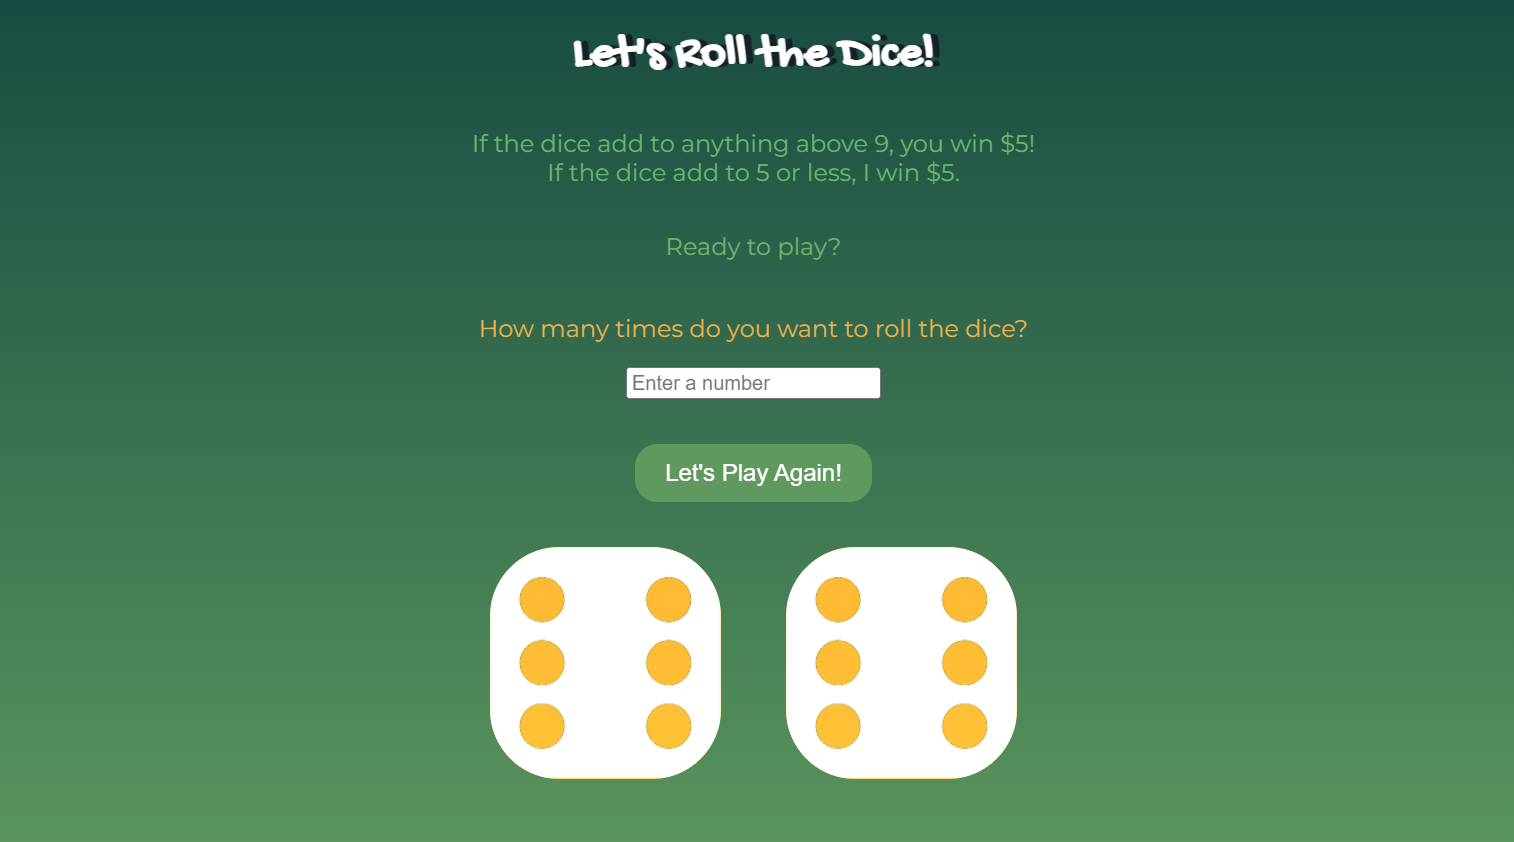 Let's Roll the Dice!
If the dice add to anything above 9, you win $5!
If the dice add to 5 or less, I win $5.
Ready to play?
How many times do you want to roll the dice?
Enter a number
Let's Play Again!